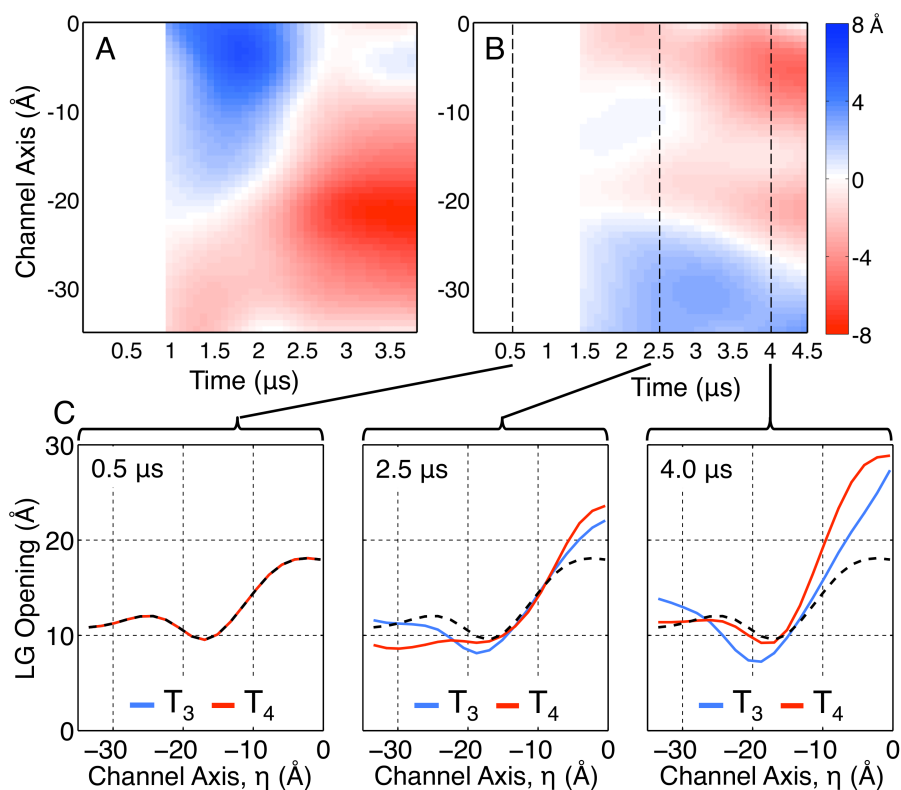 A
B
0
-10
-20
-30
Channel Axis (Å)
0.5 1 1.5 2 2.5 3 3.5
Time (µs)
0.5 1 1.5 2 2.5 3 3.5 4 4.5
Time (µs)
8 Å
4
0
-4
-8
C
30
20
10
0
LG Opening (Å)
0.5 µs
2.5 µs
4.0 µs
T3 T4
T3 T4
T3 T4
−30 −20 −10 0
−30 −20 −10 0
−30 −20 −10 0
Channel Axis, η (Å)
Channel Axis, η (Å)
Channel Axis, η (Å)